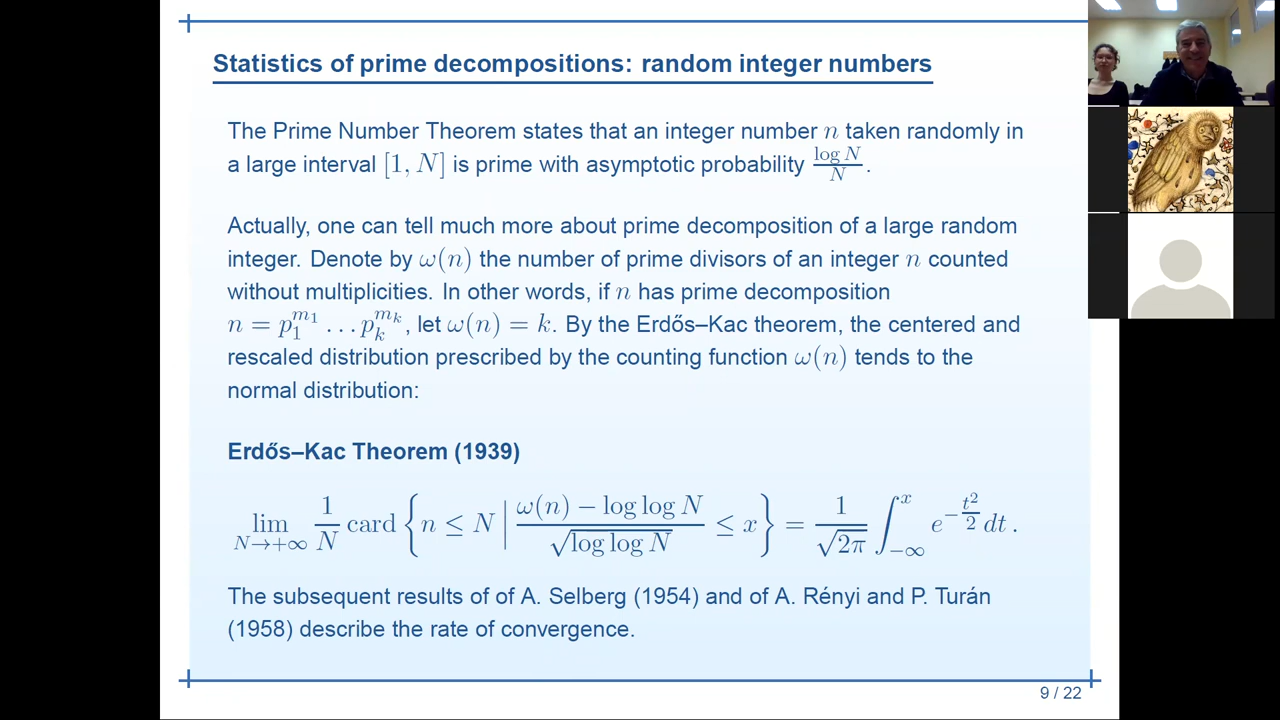 Statistics of prime decompositions: random integer numbers
The Prime Number Theorem states that an integer number n taken randomly in
a large interval [1, N] is prime with asymptotic probability log N / N .
Actually, one can tell much more about prime decomposition of a large random
integer. Denote by ω(n) the number of prime divisors of an integer n counted
without multiplicities. In other words, if n has prime decomposition
n = p_1^{m_1} … p_k^{m_k}, let ω(n) = k. By the Erdős–Kac theorem, the centered and
rescaled distribution prescribed by the counting function ω(n) tends to the
normal distribution:
Erdős–Kac Theorem (1939)
lim_{N→+∞} 1/N card { n ≤ N | (ω(n) − log log N) / √(log log N) ≤ x } = 1/√(2π) ∫_{−∞}^{x} e^{−t²/2} dt .
The subsequent results of of A. Selberg (1954) and of A. Rényi and P. Turán
(1958) describe the rate of convergence.
9 / 22